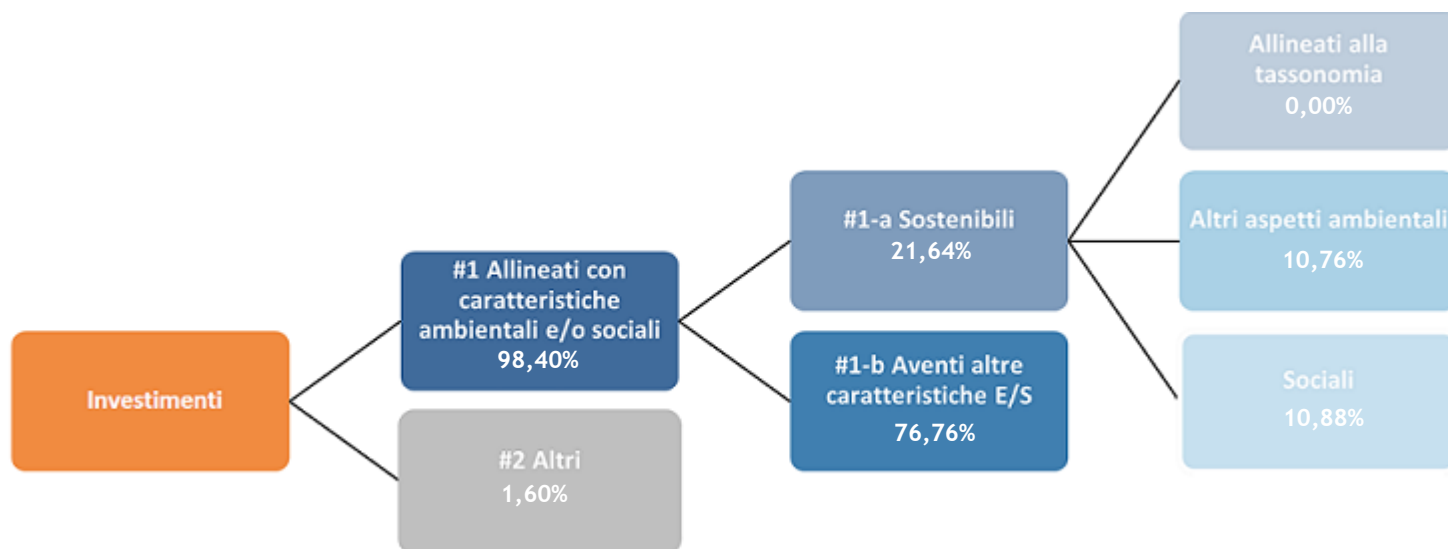 Investimenti
#1 Allineati con
caratteristiche
ambientali e/o sociali
98,40%
#2 Altri
1,60%
#1-a Sostenibili
21,64%
#1-b Aventi altre
caratteristiche E/S
76,76%
Allineati alla
tassonomia
0,00%
Altri aspetti ambientali
10,76%
Sociali
10,88%